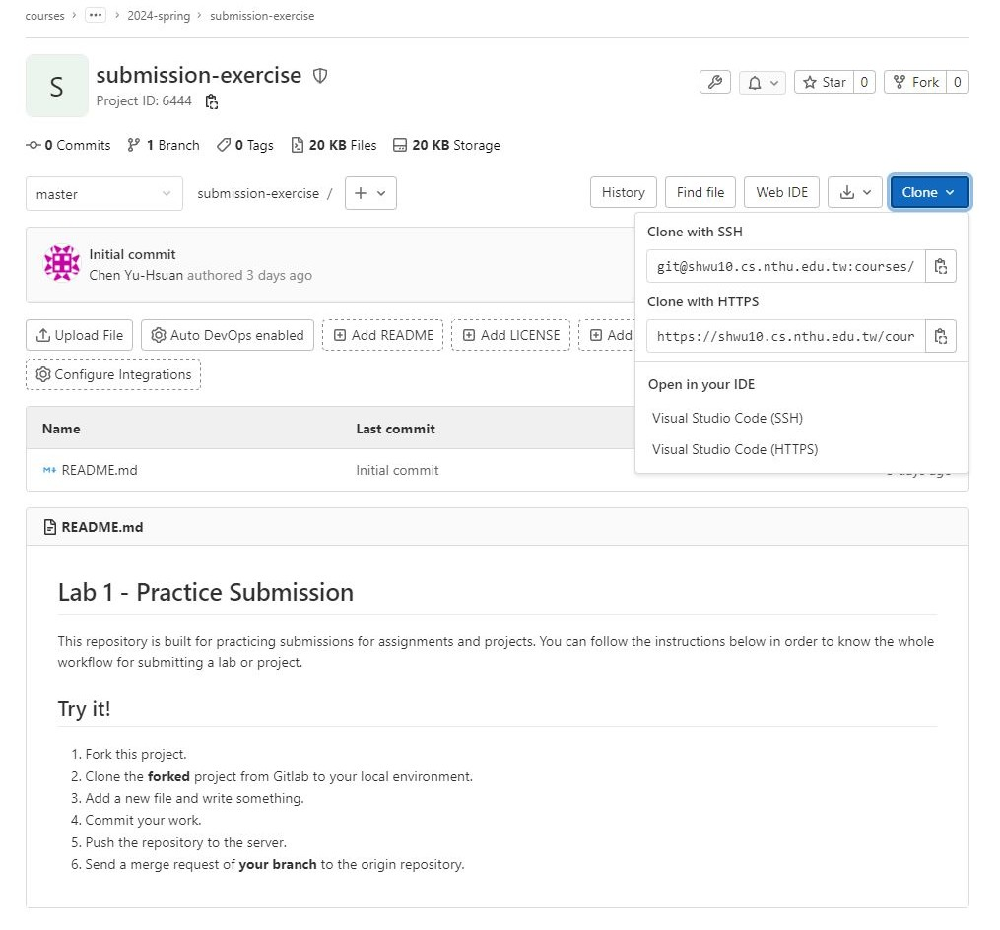 courses > ... > 2024-spring > submission-exercise
S
submission-exercise
Project ID: 6444
0 Commits 1 Branch 0 Tags 20 KB Files 20 KB Storage
Star 0 Fork 0
master submission-exercise / + History Find file Web IDE Clone
Initial commit
Chen Yu-Hsuan authored 3 days ago
Clone with SSH
git@shwu10.cs.nthu.edu.tw:courses/
Clone with HTTPS
https://shwu10.cs.nthu.edu.tw/cour
Open in your IDE
Visual Studio Code (SSH)
Visual Studio Code (HTTPS)
Upload File Auto DevOps enabled Add README Add LICENSE Add
Configure Integrations
Name Last commit
README.md Initial commit
README.md
Lab 1 - Practice Submission
This repository is built for practicing submissions for assignments and projects. You can follow the instructions below in order to know the whole
workflow for submitting a lab or project.
Try it!
1. Fork this project.
2. Clone the forked project from Gitlab to your local environment.
3. Add a new file and write something.
4. Commit your work.
5. Push the repository to the server.
6. Send a merge request of your branch to the origin repository.